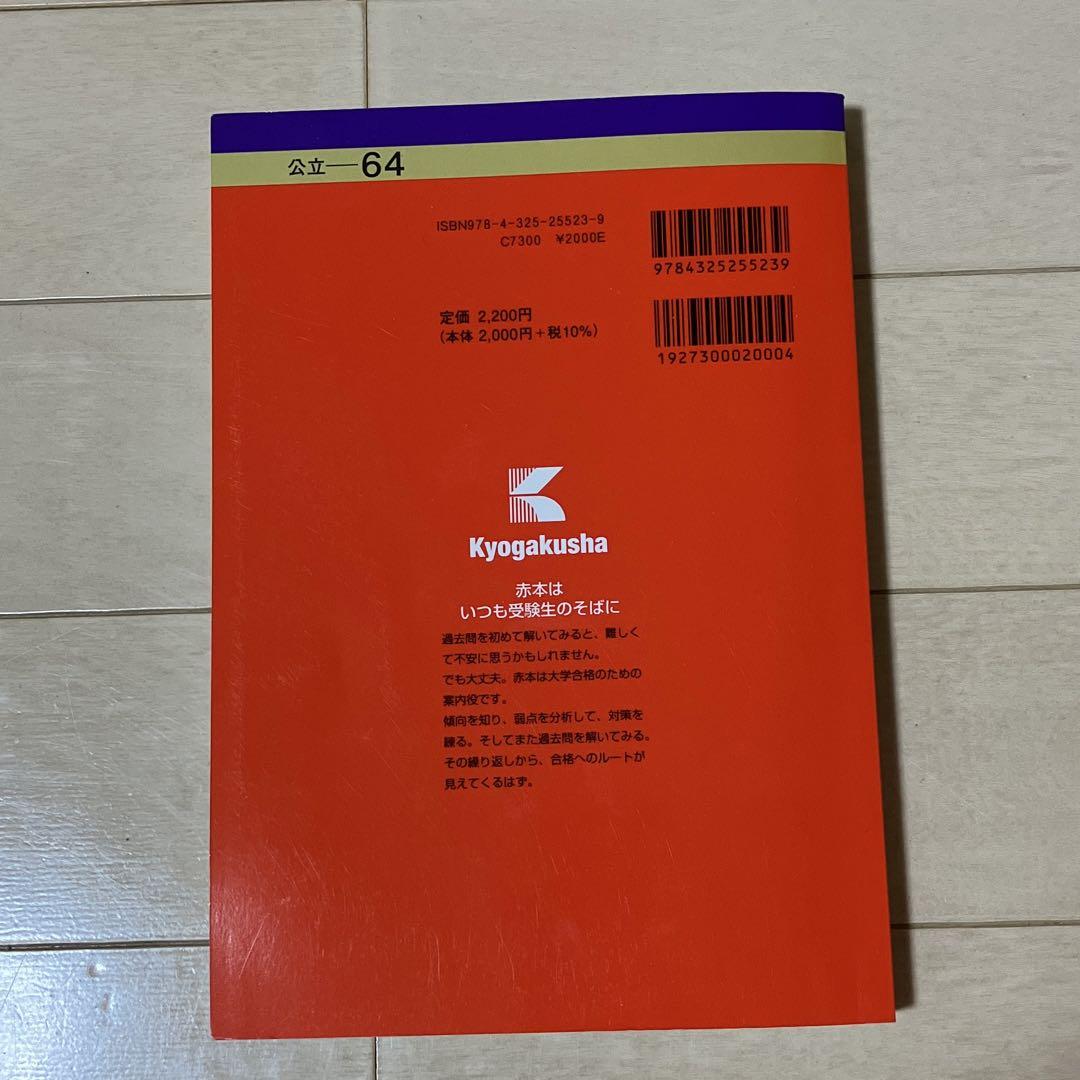 公立―64
ISBN978-4-325-25523-9
C7300 ¥2000E
9784325255239
定価 2,200円
(本体 2,000円+税10%)
1927300020004
Kyogakusha
赤本は
いつも受験生のそばに
過去問を初めて解いてみると、難しく
て不安に思うかもしれません。
でも大丈夫。赤本は大学合格のための
案内役です。
傾向を知り、弱点を分析して、対策を
練る。そしてまた過去問を解いてみる。
その繰り返しから、合格へのルートが
見えてくるはず。